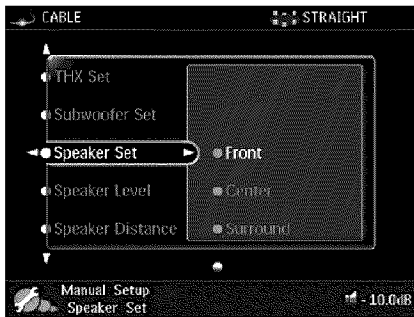 CABLE STRAIGHT
THX Set
Subwoofer Set
Speaker Set Front
Speaker Level Center
Speaker Distance Surround
Manual Setup
Speaker Set
- 10.0dB